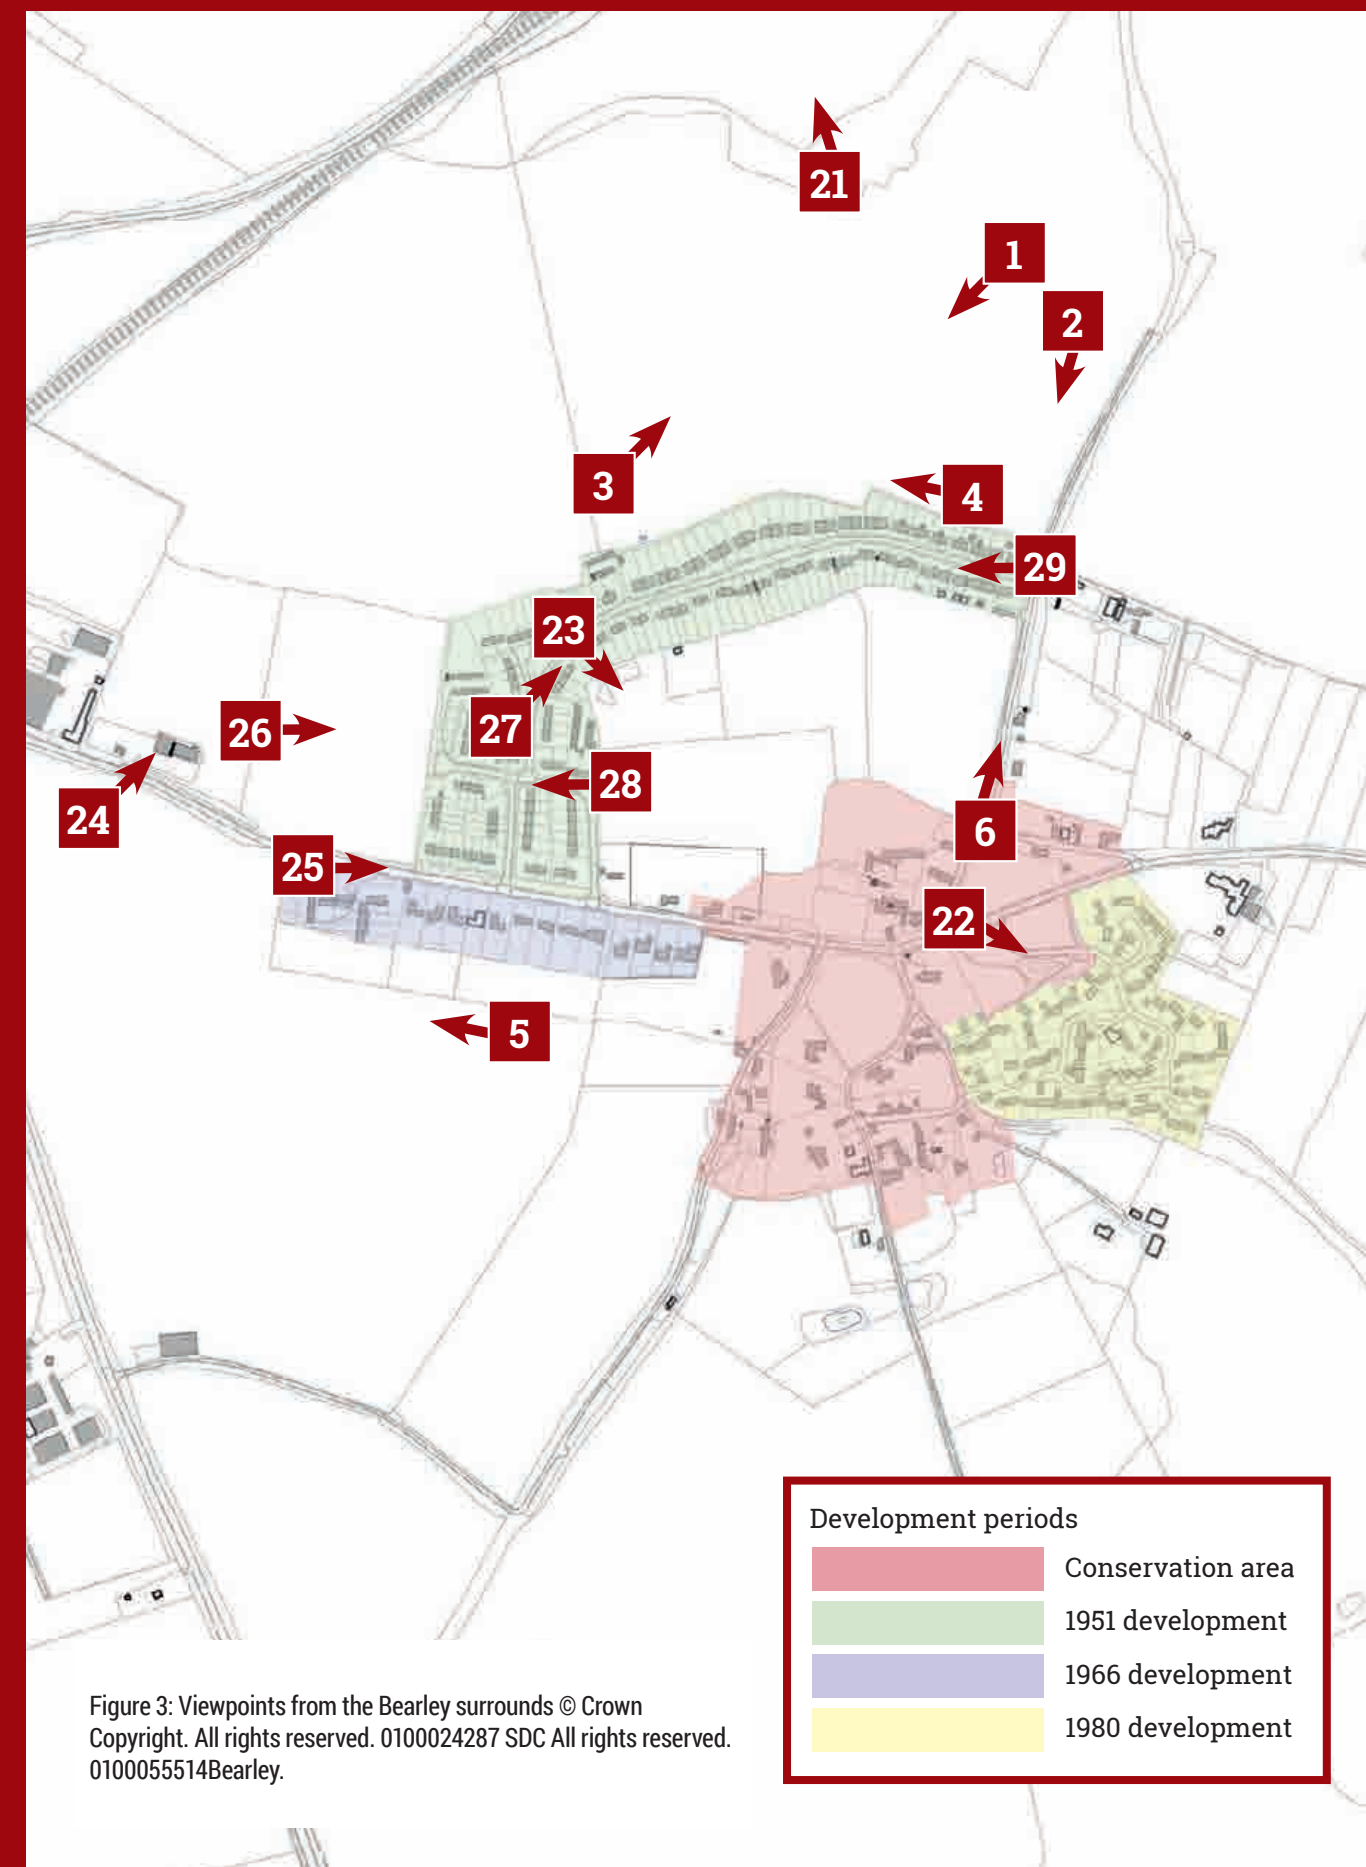 21
1
2
3
4
29
23
27
26
28
24
6
25
22
5
Development periods
Conservation area
1951 development
1966 development
1980 development
Figure 3: Viewpoints from the Bearley surrounds © Crown
Copyright. All rights reserved. 0100024287 SDC All rights reserved.
0100055514Bearley.